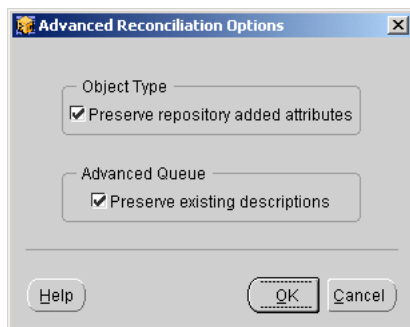 Advanced Reconciliation Options
Object Type
Preserve repository added attributes
Advanced Queue
Preserve existing descriptions
Help
OK
Cancel